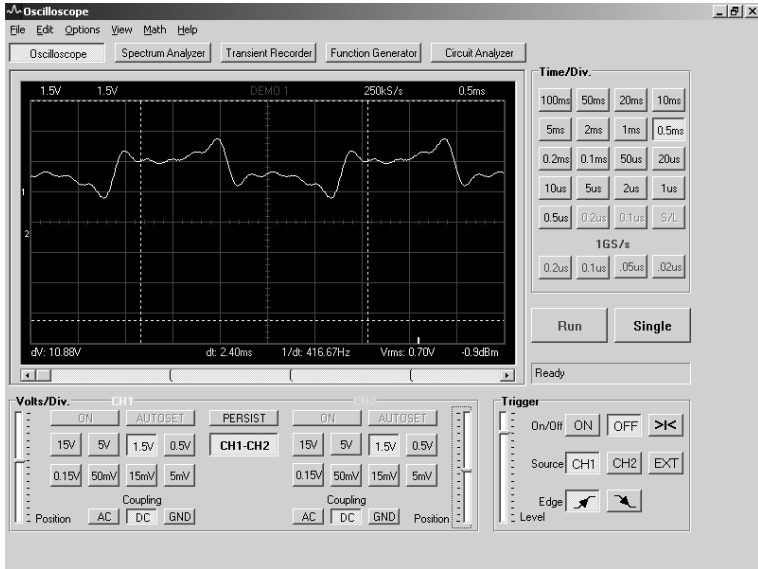 Oscilloscope
File Edit Options View Math Help
Oscilloscope Spectrum Analyzer Transient Recorder Function Generator Circuit Analyzer
1.5V 1.5V DEMO 1 250kS/s 0.5ms
1
2
dV: 10.88V dt: 2.40ms 1/dt: 416.67Hz Vrms: 0.70V -0.9dBm
Time/Div.
100ms 50ms 20ms 10ms
5ms 2ms 1ms 0.5ms
0.2ms 0.1ms 50us 20us
10us 5us 2us 1us
0.5us 0.2us 0.1us S/L
1GS/s
0.2us 0.1us .05us .02us
Run Single
Ready
Volts/Div. CH1 CH2
ON AUTOSET PERSIST ON AUTOSET
15V 5V 1.5V 0.5V CH1-CH2 15V 5V 1.5V 0.5V
0.15V 50mV 15mV 5mV 0.15V 50mV 15mV 5mV
Coupling Coupling
Position AC DC GND AC DC GND Position
Trigger
On/Off ON OFF >I<
Source CH1 CH2 EXT
Edge
Level